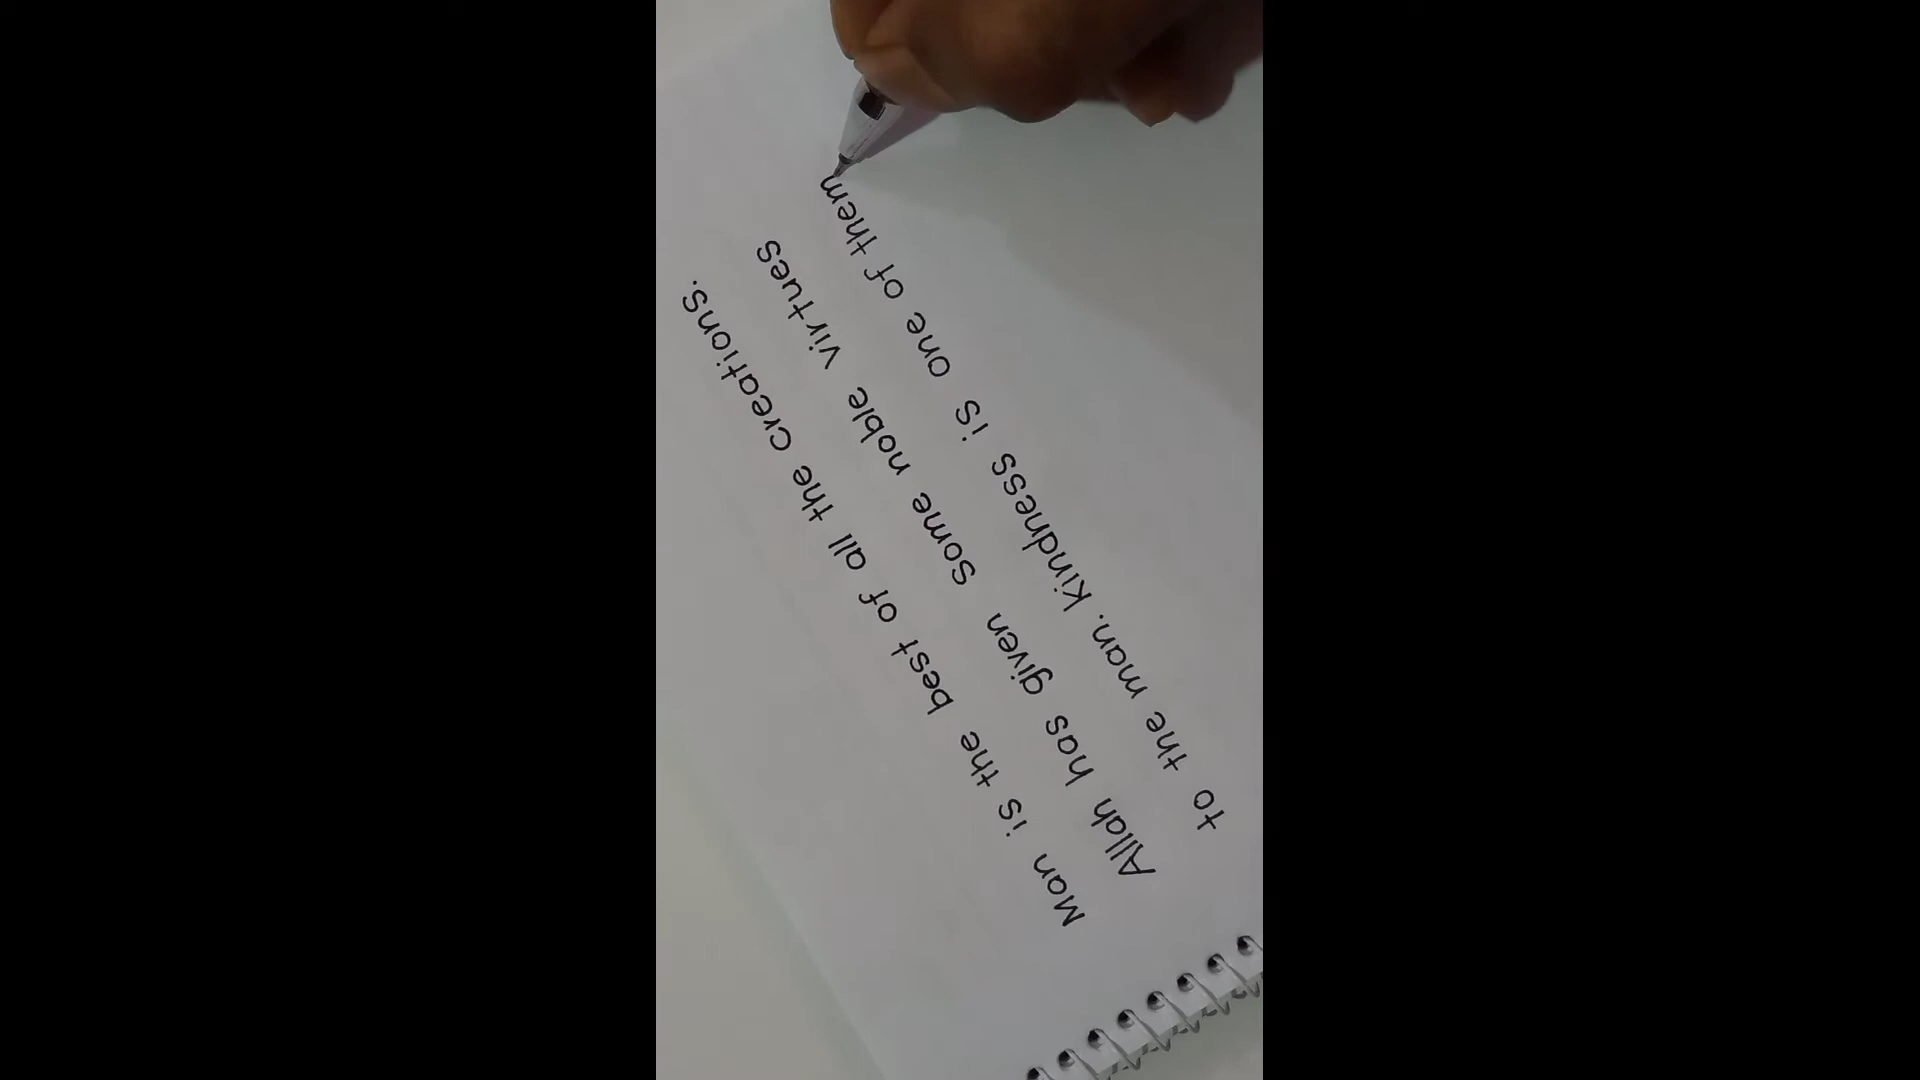 Man is the best of all the creations.
Allah has given some noble virtues
to the man. Kindness is one of them